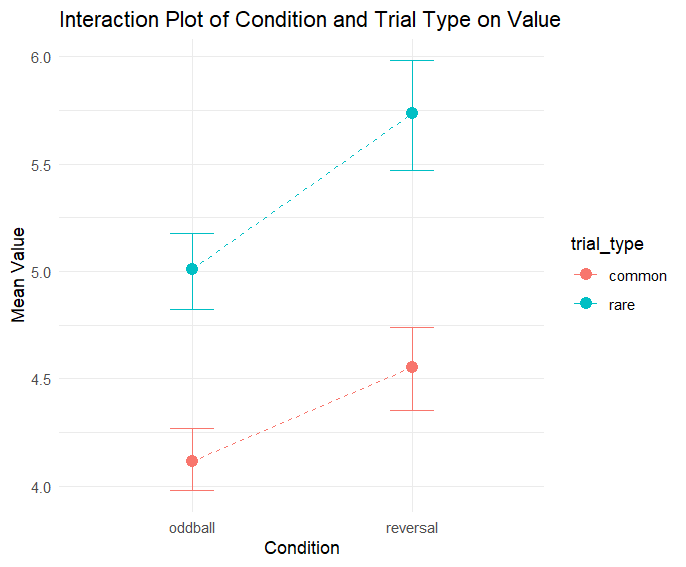 Interaction Plot of Condition and Trial Type on Value
6.0
5.5
5.0
4.5
4.0
Mean Value
oddball reversal
Condition
trial_type
common
rare